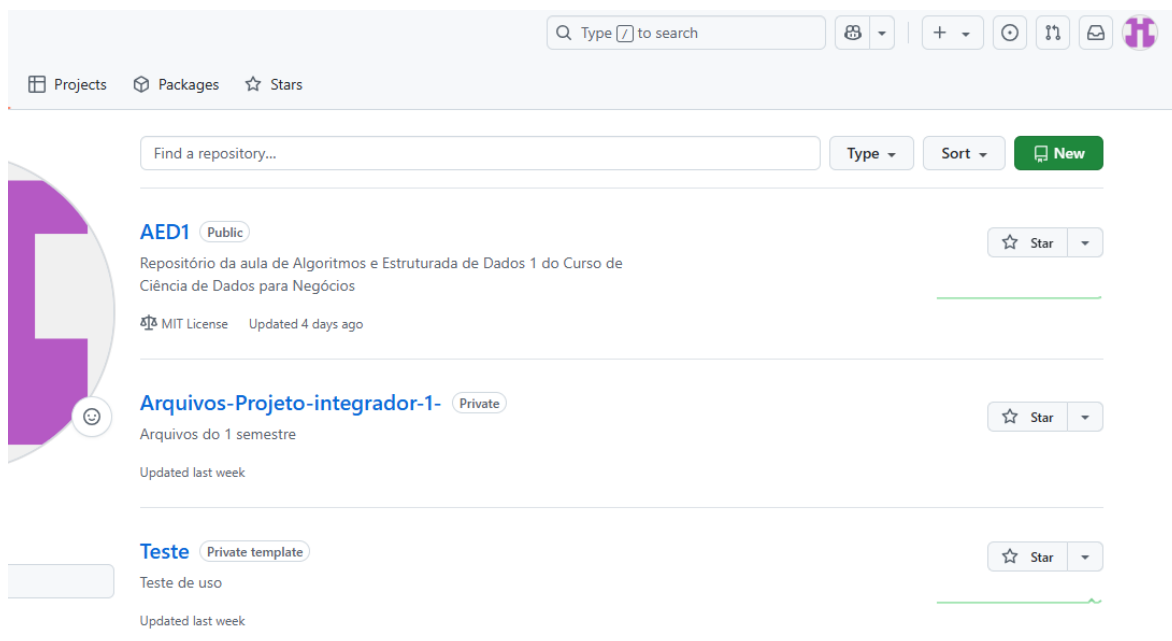 Type / to search
Projects Packages Stars
Find a repository... Type Sort New
AED1 Public
Star
Repositório da aula de Algoritmos e Estruturada de Dados 1 do Curso de
Ciência de Dados para Negócios
MIT License Updated 4 days ago
Arquivos-Projeto-integrador-1- Private
Star
Arquivos do 1 semestre
Updated last week
Teste Private template
Star
Teste de uso
Updated last week